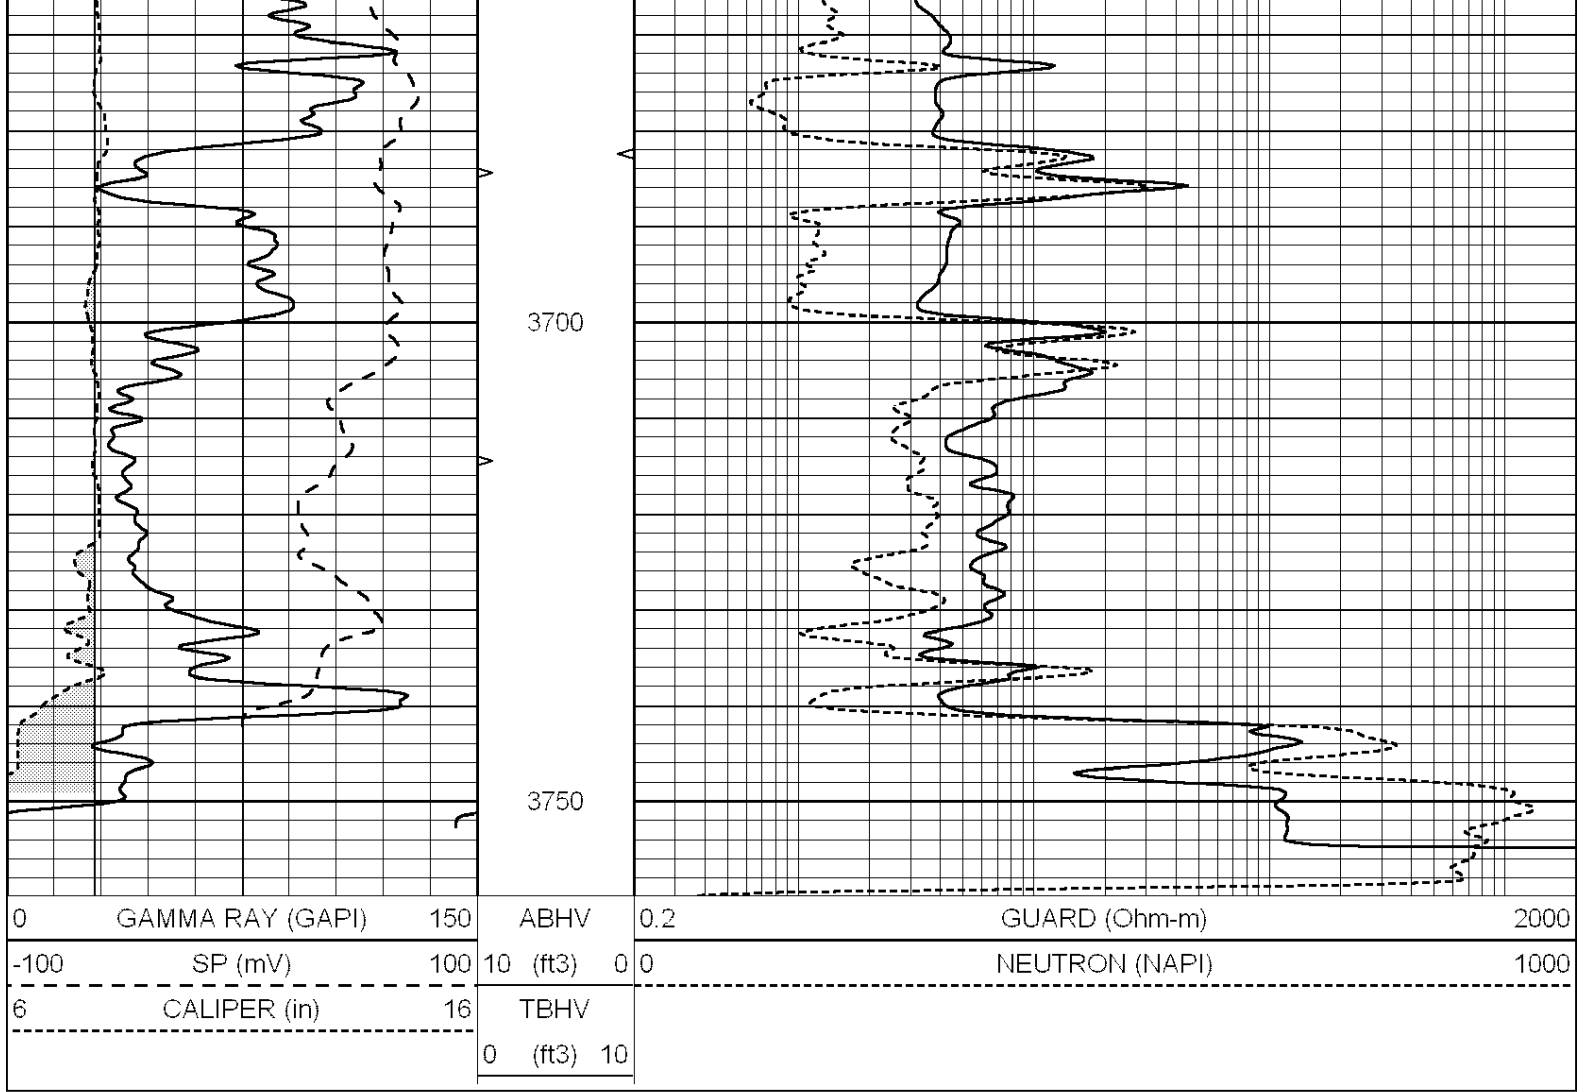 3700
3750
0 GAMMA RAY (GAPI) 150 ABHV 0.2 GUARD (Ohm-m) 2000
-100 SP (mV) 100 10 (ft3) 0 0 NEUTRON (NAPI) 1000
6 CALIPER (in) 16 TBHV
0 (ft3) 10